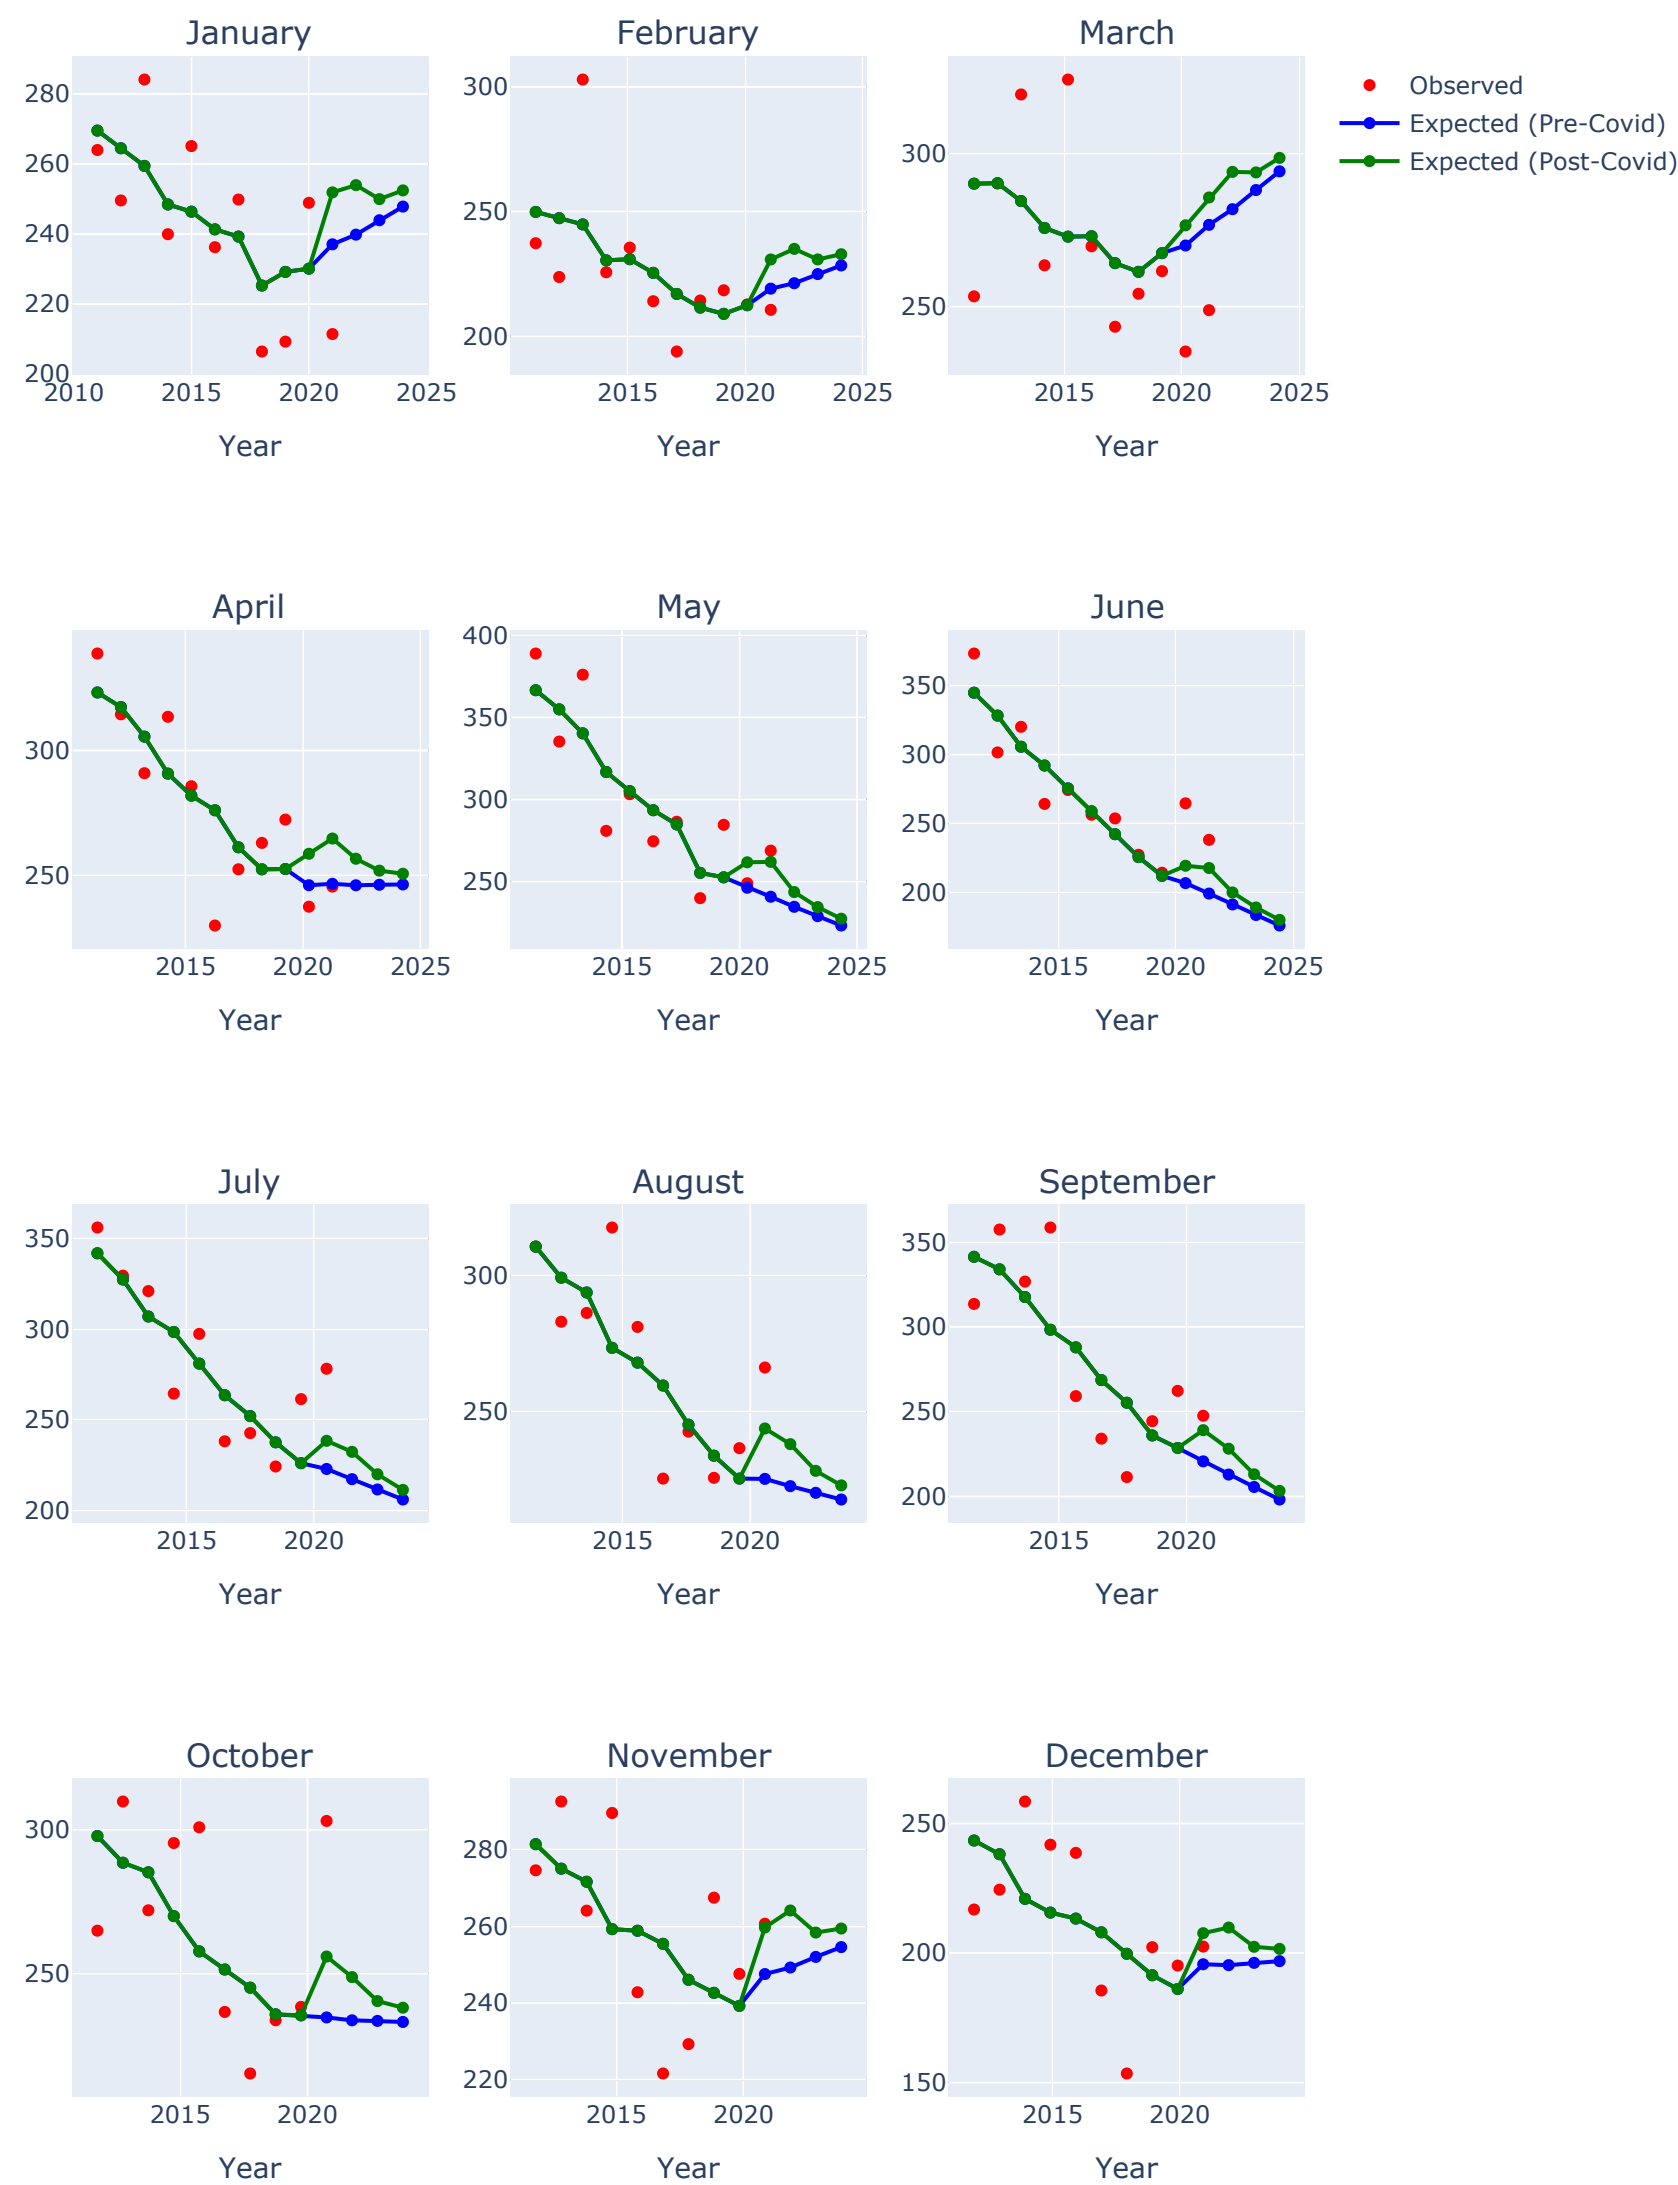 January February March
Observed
Expected (Pre-Covid)
Expected (Post-Covid)
280
260
240
220
200
2010 2015 2020 2025
Year
300
250
200
2015 2020 2025
Year
300
250
2015 2020 2025
Year
April May June
300
250
2015 2020 2025
Year
400
350
300
250
2015 2020 2025
Year
350
300
250
200
2015 2020 2025
Year
July August September
350
300
250
200
2015 2020
Year
300
250
2015 2020
Year
350
300
250
200
2015 2020
Year
October November December
300
250
2015 2020
Year
280
260
240
220
2015 2020
Year
250
200
150
2015 2020
Year